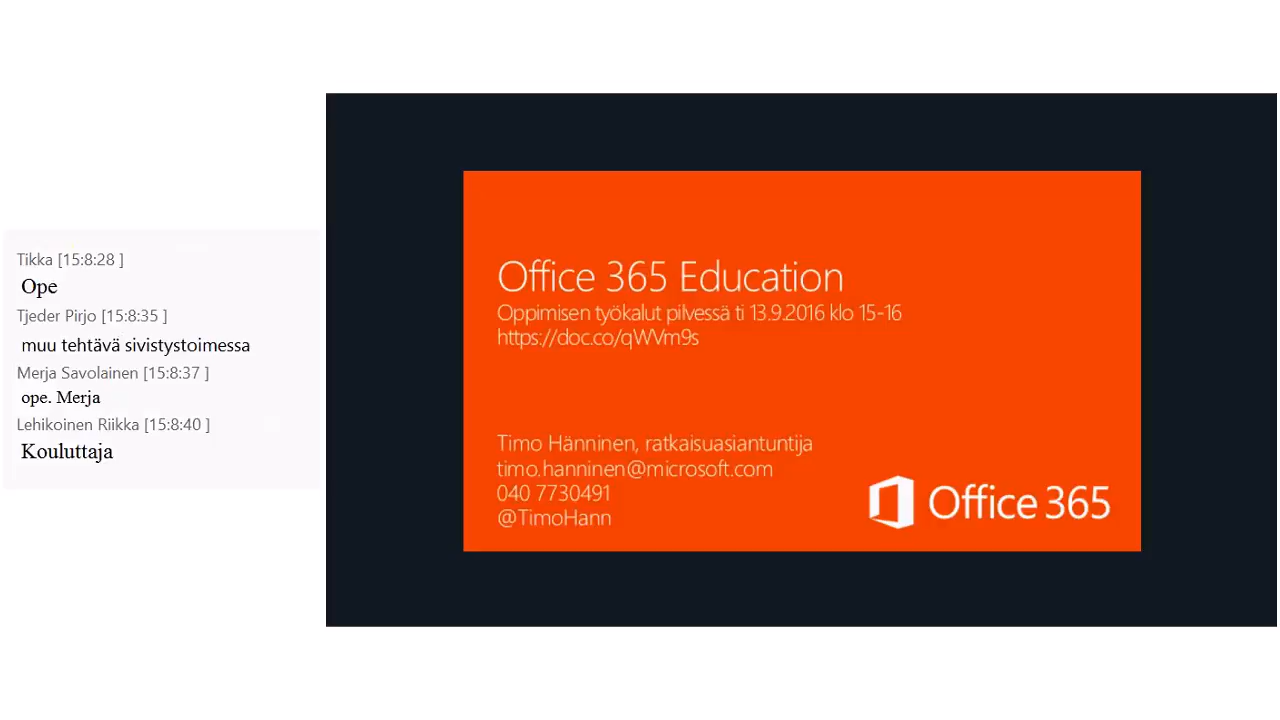 Tikka [15:8:28 ]
Ope
Tjeder Pirjo [15:8:35 ]
muu tehtävä sivistystoimessa
Merja Savolainen [15:8:37 ]
ope. Merja
Lehikoinen Riikka [15:8:40 ]
Kouluttaja
Office 365 Education
Oppimisen työkalut pilvessä ti 13.9.2016 klo 15-16
https://doc.co/qWVm9s
Timo Hänninen, ratkaisuasiantuntija
timo.hanninen@microsoft.com
040 7730491
@TimoHann
Office 365